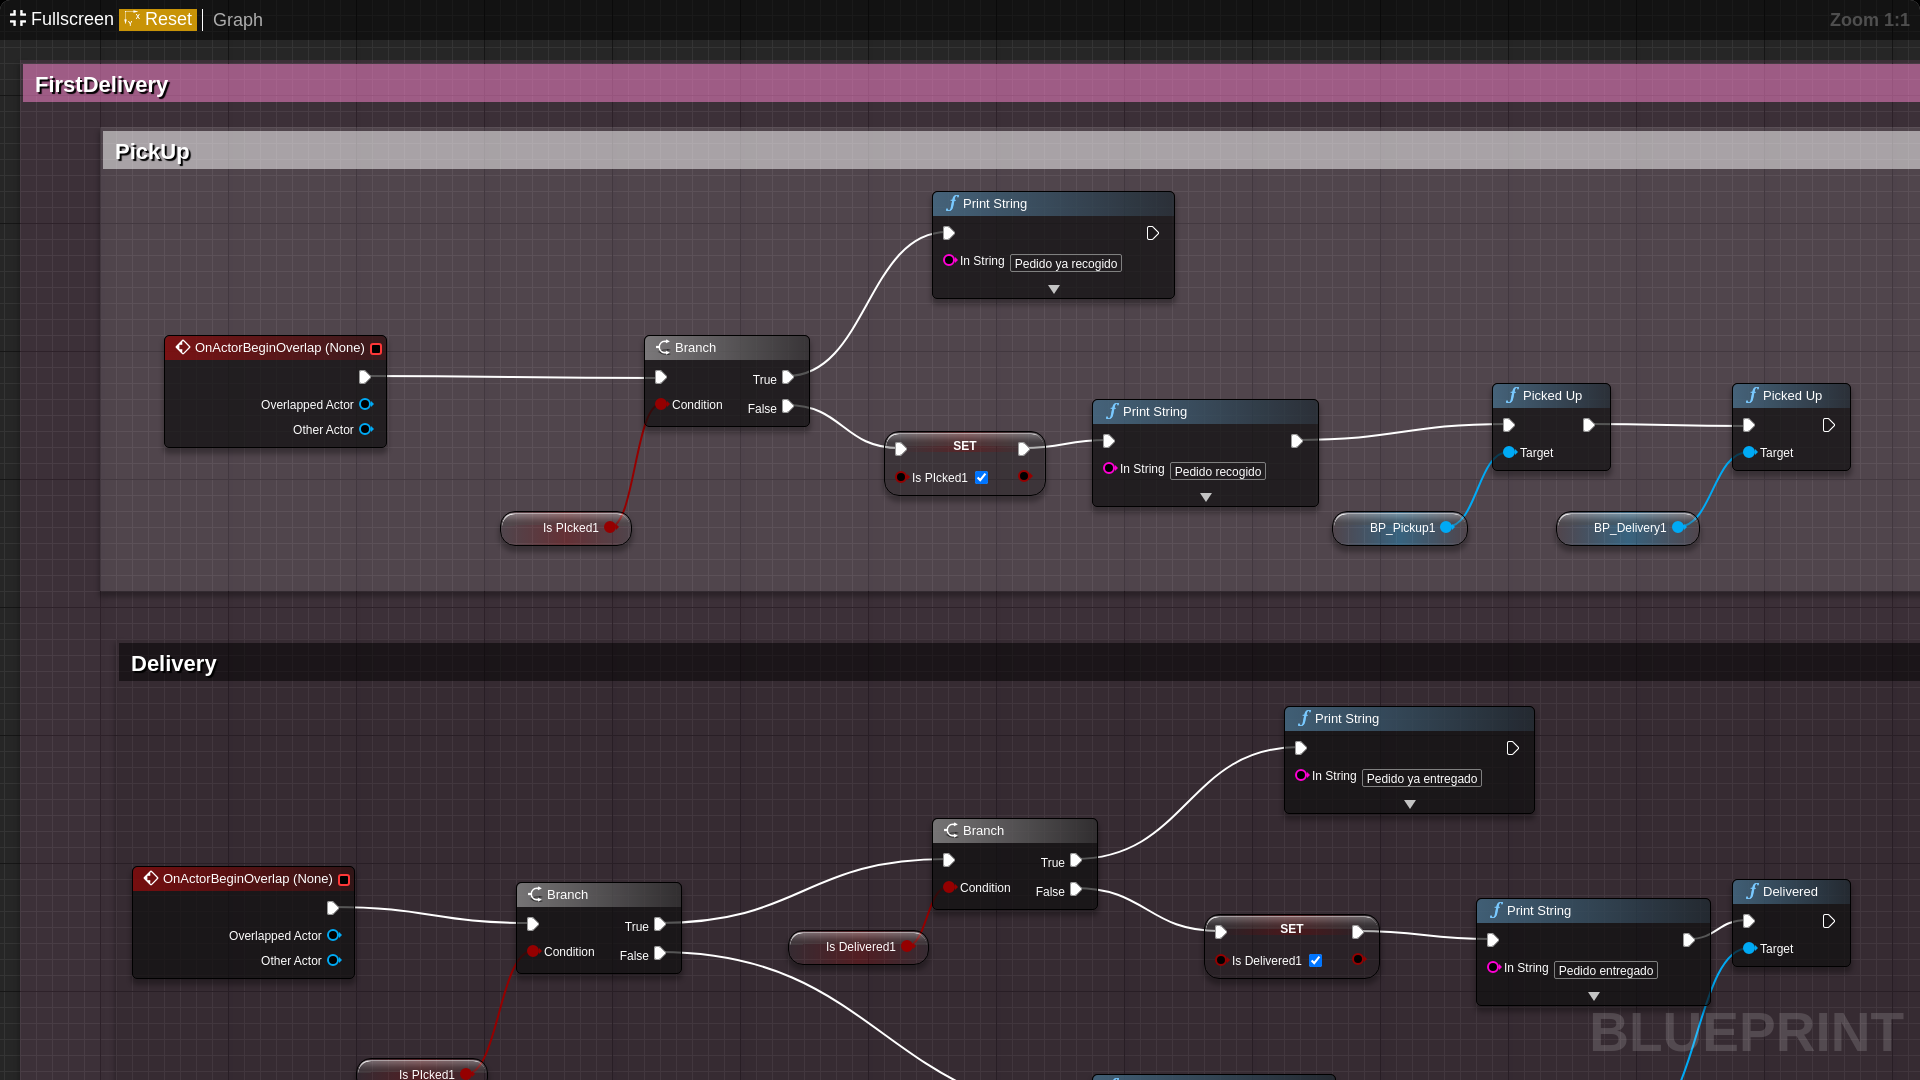 Fullscreen Reset Graph
Zoom 1:1
FirstDelivery
PickUp
Print String
In String Pedido ya recogido
OnActorBeginOverlap (None)
Overlapped Actor
Other Actor
Branch
True
Condition
False
Is PIcked1
SET
Is PIcked1
Print String
In String Pedido recogido
Picked Up
Target
BP_Pickup1
Picked Up
Target
BP_Delivery1
Delivery
Print String
In String Pedido ya entregado
OnActorBeginOverlap (None)
Overlapped Actor
Other Actor
Branch
True
Condition
False
Is PIcked1
Branch
True
Condition
False
Is Delivered1
SET
Is Delivered1
Print String
In String Pedido entregado
Delivered
Target
BLUEPRINT